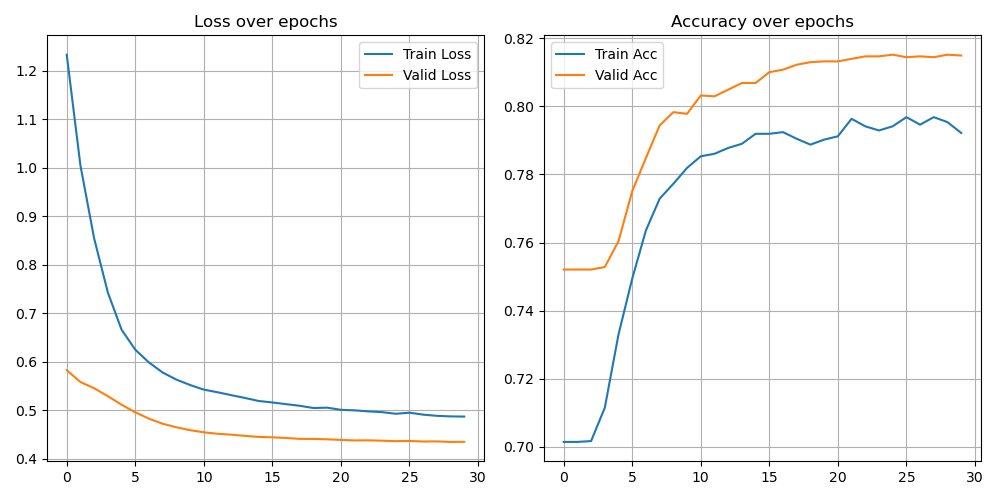 Loss over epochs
Train Loss
Valid Loss
1.2
1.1
1.0
0.9
0.8
0.7
0.6
0.5
0.4
0 5 10 15 20 25 30
Accuracy over epochs
Train Acc
Valid Acc
0.82
0.80
0.78
0.76
0.74
0.72
0.70
0 5 10 15 20 25 30